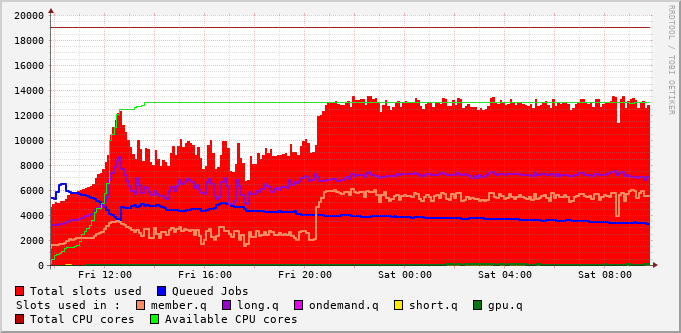 20000
18000
16000
14000
12000
10000
8000
6000
4000
2000
0
Fri 12:00 Fri 16:00 Fri 20:00 Sat 00:00 Sat 04:00 Sat 08:00
RRDTOOL / TOBI OETIKER
Total slots used Queued Jobs
Slots used in : member.q long.q ondemand.q short.q gpu.q
Total CPU cores Available CPU cores